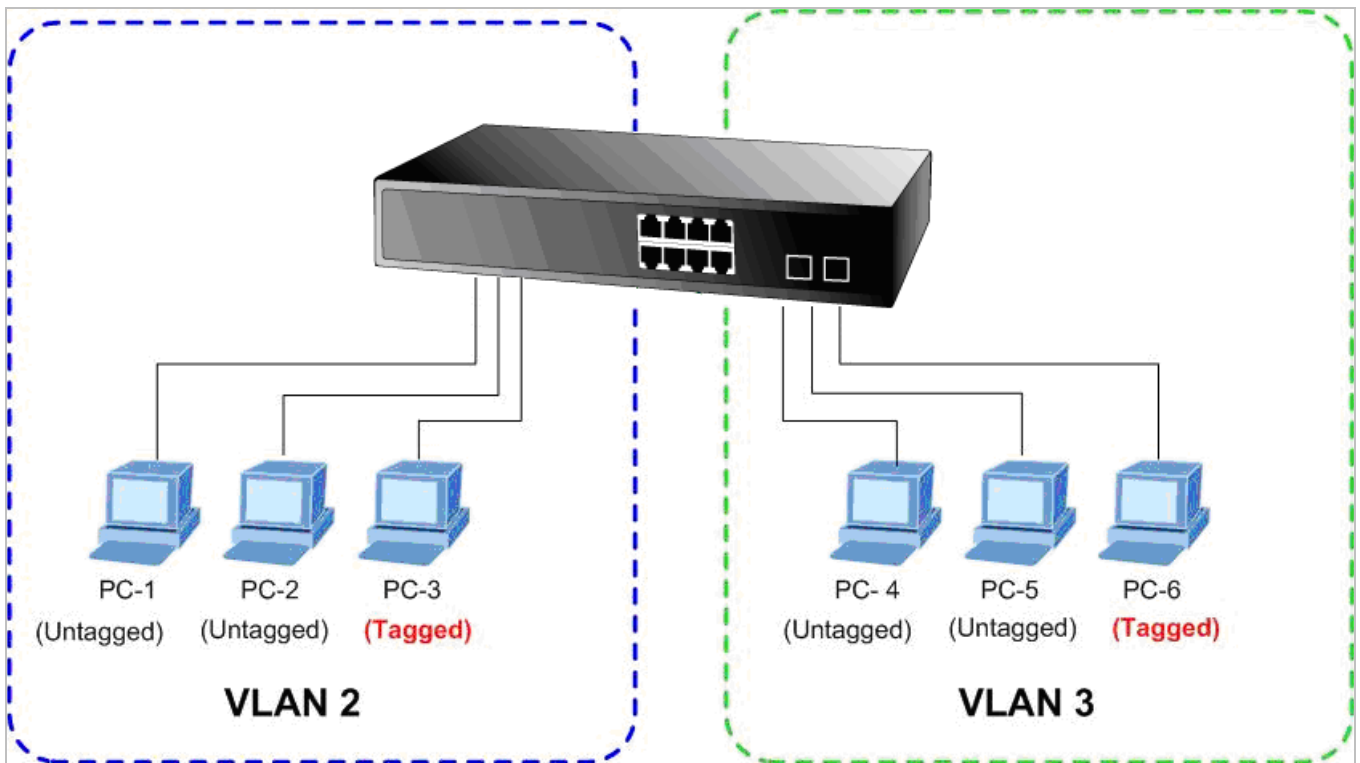 PC-1
(Untagged)
PC-2
(Untagged)
PC-3
(Tagged)
VLAN 2
PC- 4
(Untagged)
PC-5
(Untagged)
PC-6
(Tagged)
VLAN 3